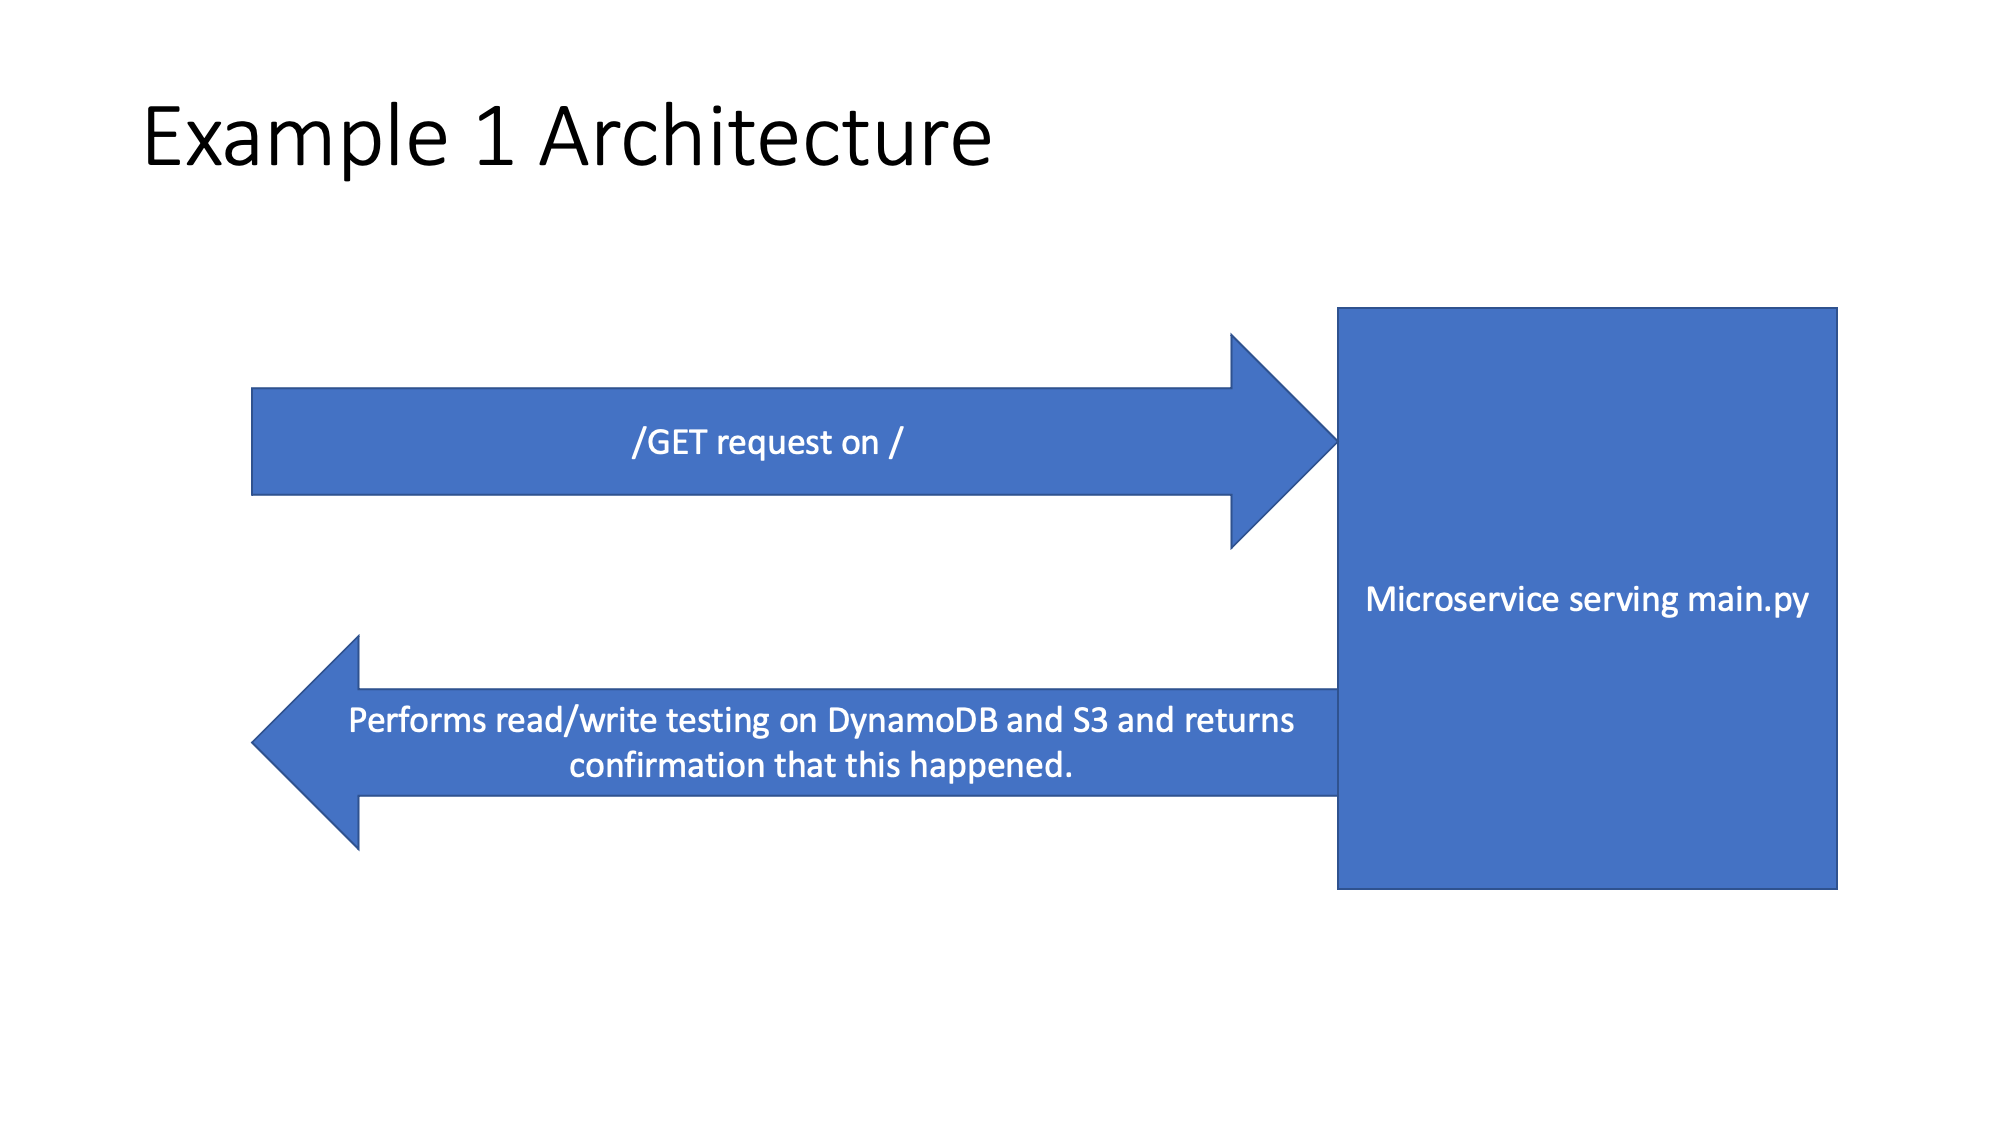 Example 1 Architecture
/GET request on /
Microservice serving main.py
Performs read/write testing on DynamoDB and S3 and returns
confirmation that this happened.